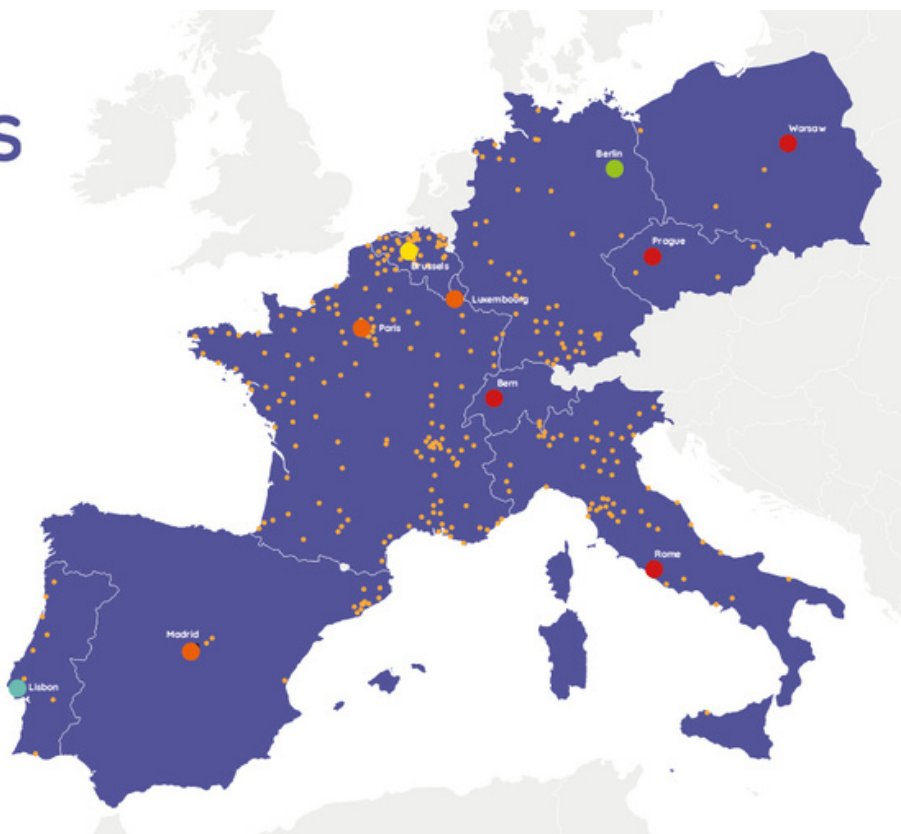 S
Warsaw
Berlin
Prague
Brussels
Luxembourg
Paris
Bern
Rome
Madrid
Lisbon